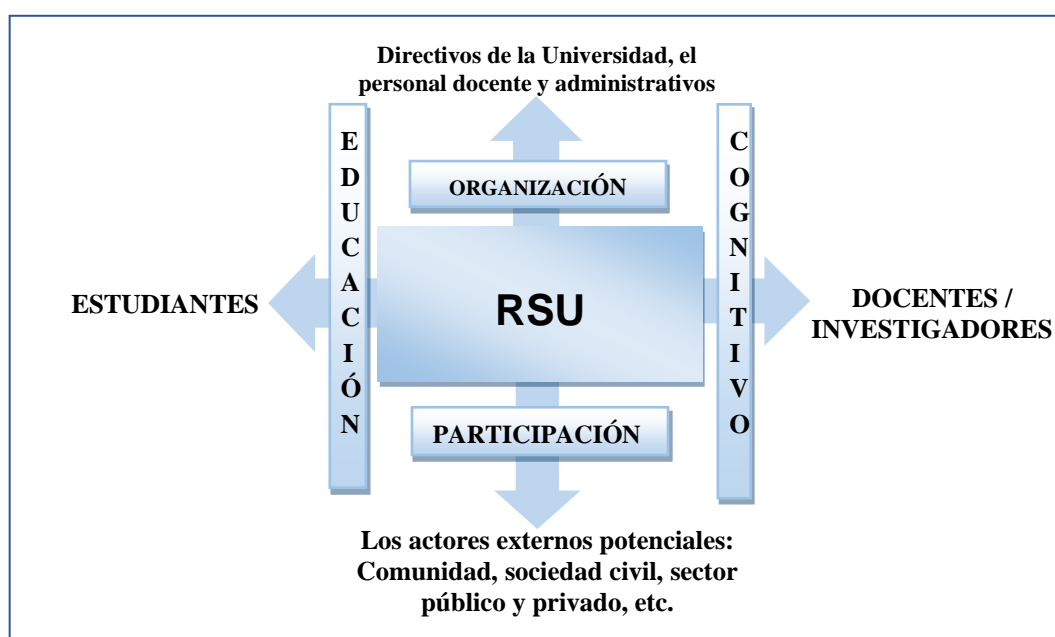 Directivos de la Universidad, el
personal docente y administrativos
EDUCACIÓN
ORGANIZACIÓN
COGNITIVO
ESTUDIANTES
RSU
DOCENTES /
INVESTIGADORES
PARTICIPACIÓN
Los actores externos potenciales:
Comunidad, sociedad civil, sector
público y privado, etc.